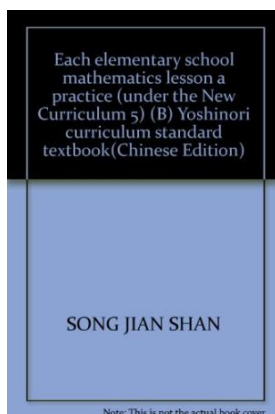 Each elementary school
mathematics lesson a
practice (under the New
Curriculum 5) (B) Yoshinori
curriculum standard
textbook(Chinese Edition)
SONG JIAN SHAN
Note: This is not the actual book cover